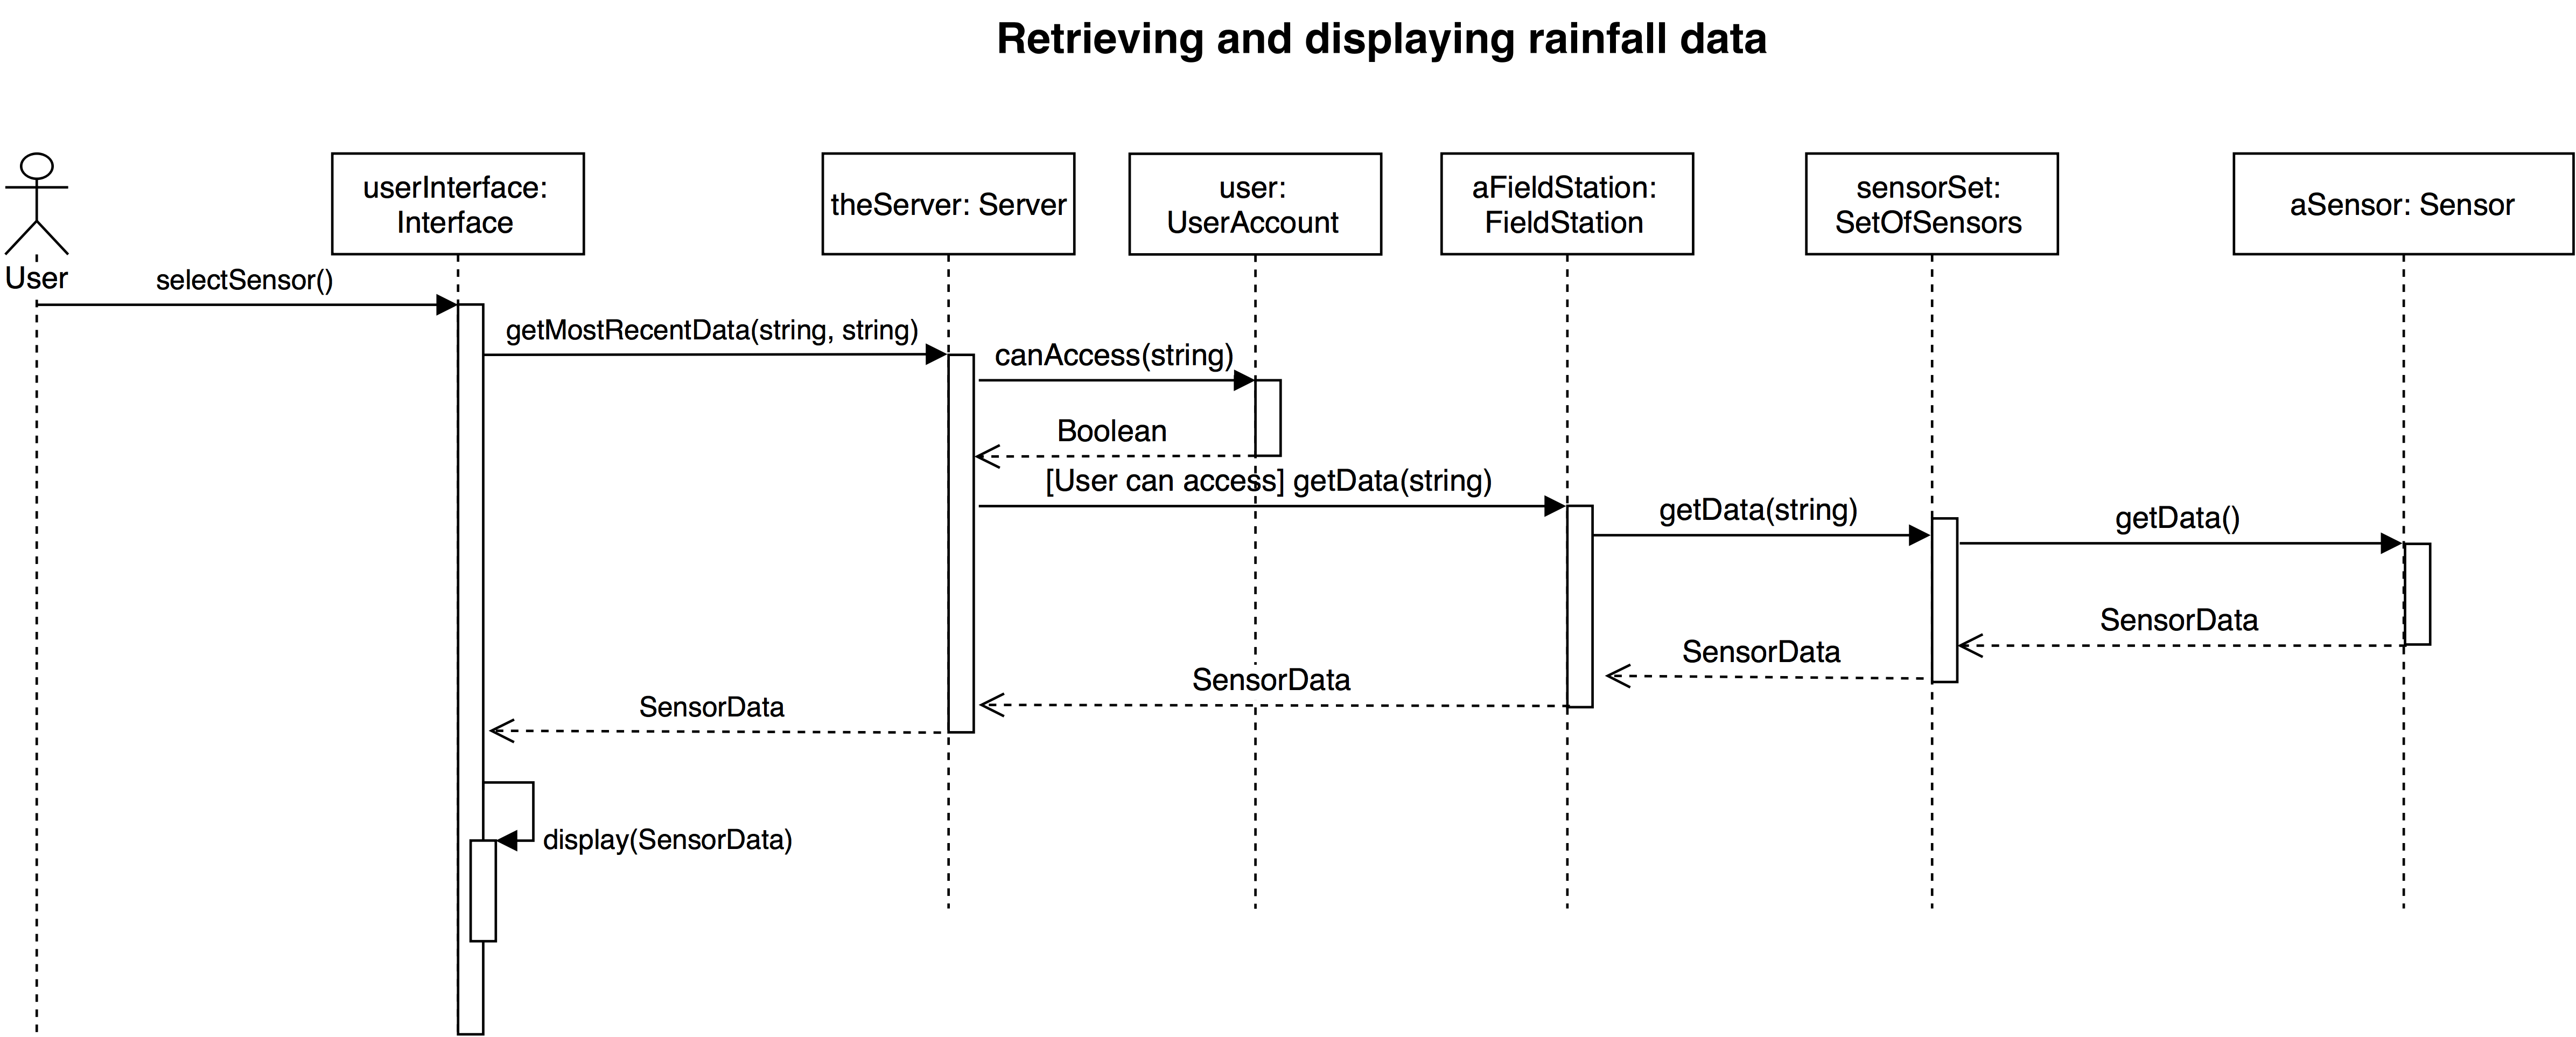 Retrieving and displaying rainfall data
userInterface:
Interface
theServer: Server
user:
UserAccount
aFieldStation:
FieldStation
sensorSet:
SetOfSensors
aSensor: Sensor
User
selectSensor()
getMostRecentData(string, string)
canAccess(string)
Boolean
[User can access] getData(string)
getData(string)
getData()
SensorData
SensorData
SensorData
SensorData
display(SensorData)